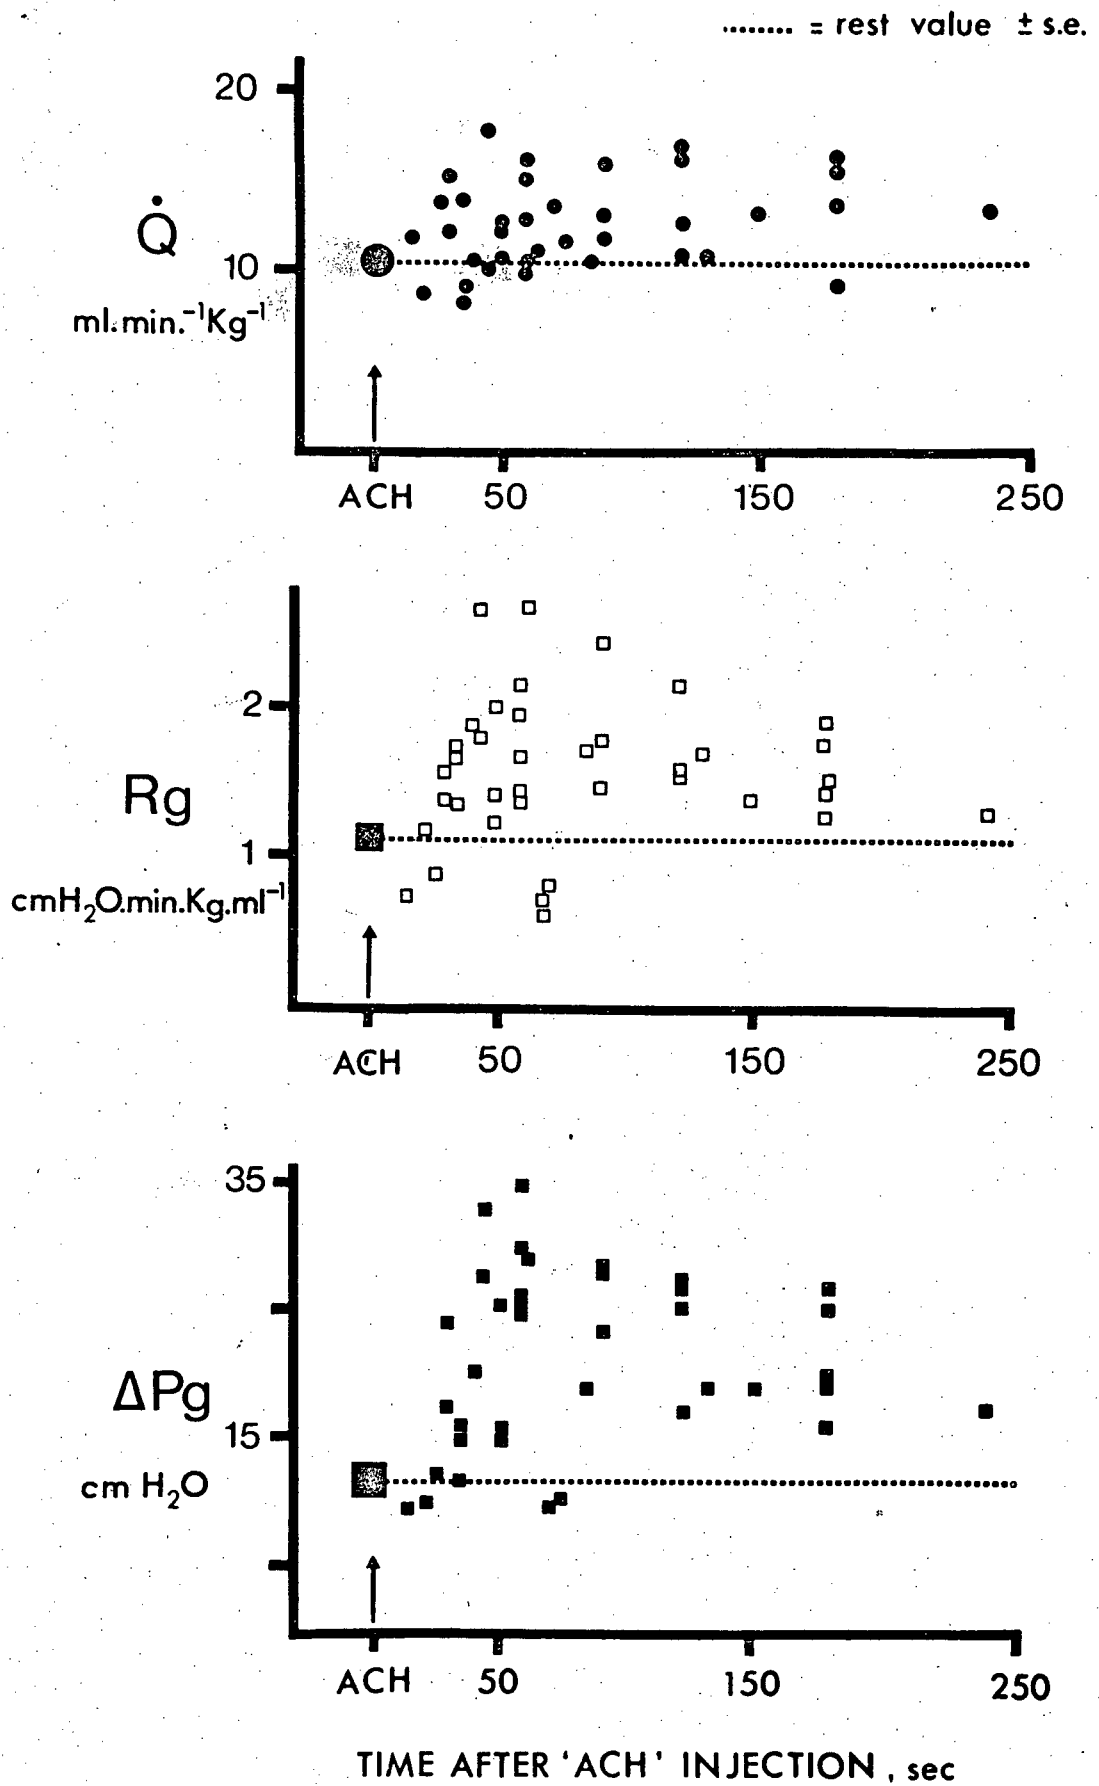 ........ = rest value ± s.e.
20
Q̇
10
ml.min.⁻¹Kg⁻¹
ACH 50 150 250
2
Rg
1
cmH₂O.min.Kg.ml⁻¹
ACH 50 150 250
35
ΔPg
15
cm H₂O
ACH 50 150 250
TIME AFTER 'ACH' INJECTION , sec